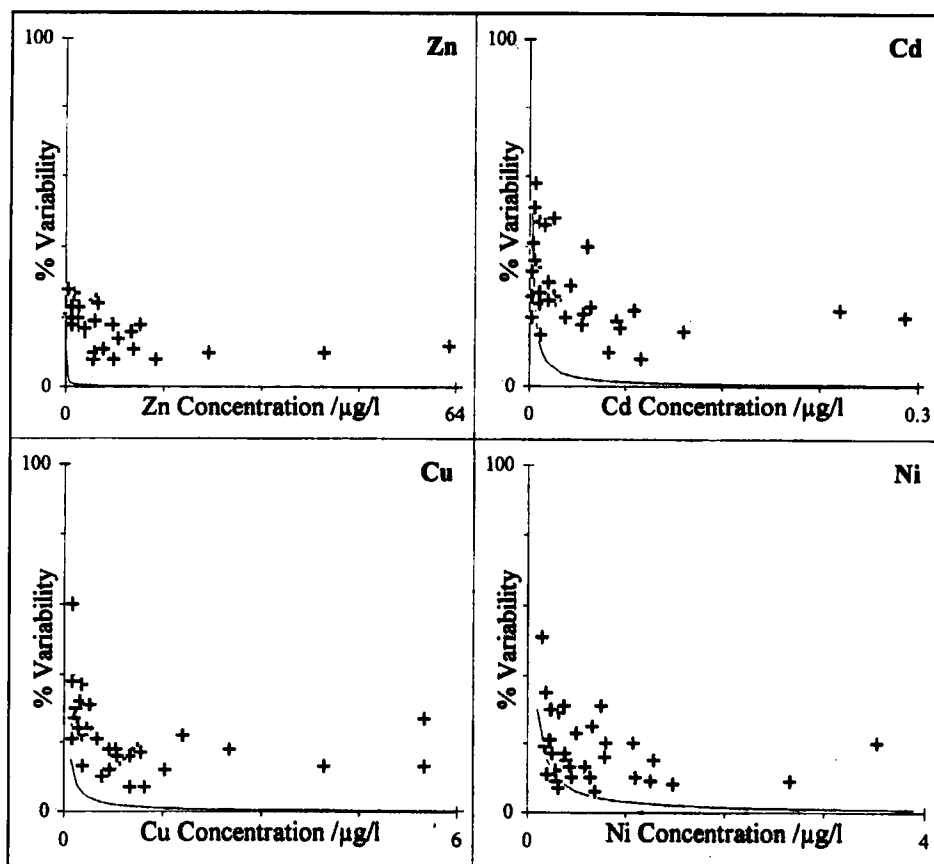 100
Zn
% Variability
0
0
Zn Concentration /µg/l
64
100
Cd
% Variability
0
0
Cd Concentration /µg/l
0.3
100
Cu
% Variability
0
0
Cu Concentration /µg/l
6
100
Ni
% Variability
0
0
Ni Concentration /µg/l
4